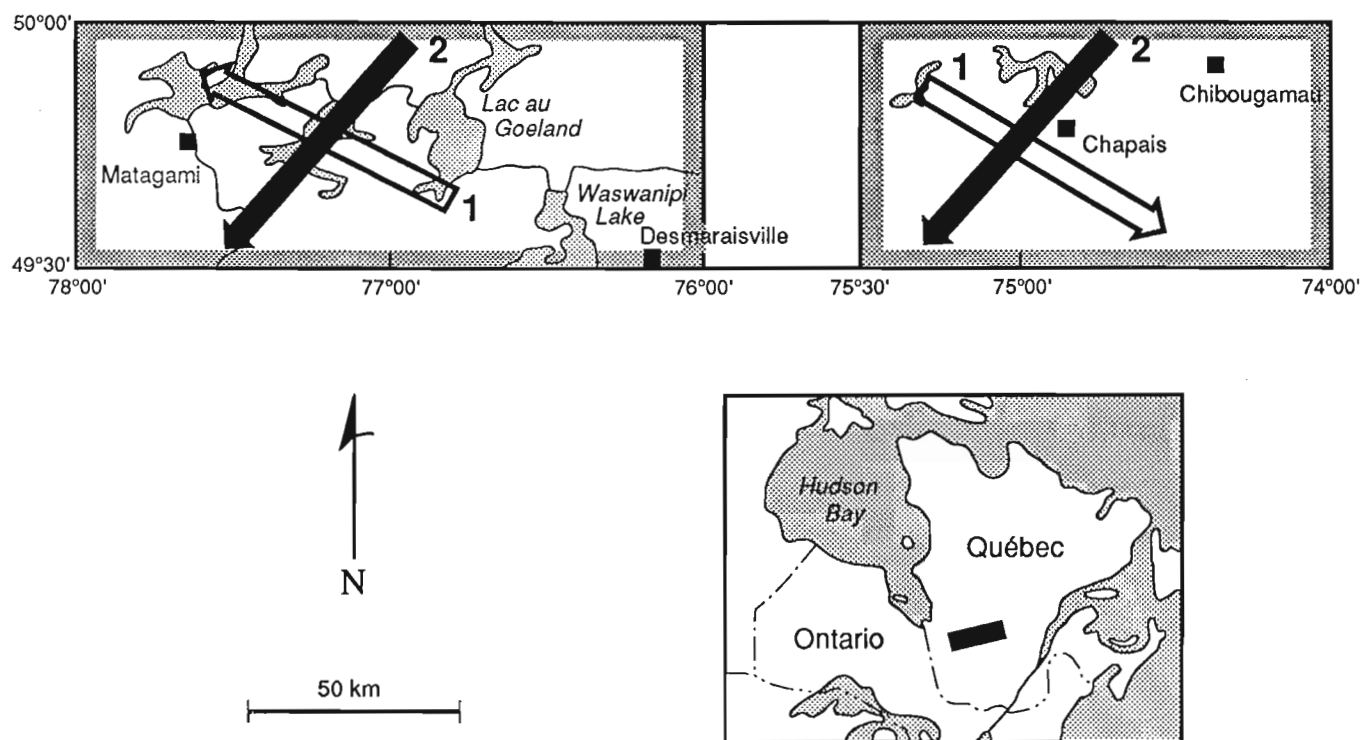 50°00'
2
1
2
Lac au
Goeland
Chibougamau
Matagami
Chapais
Waswanipi
Lake
1
Desmaraisville
49°30'
78°00'
77°00'
76°00'
75°30'
75°00'
74°00'
Hudson
Bay
Québec
N
Ontario
50 km